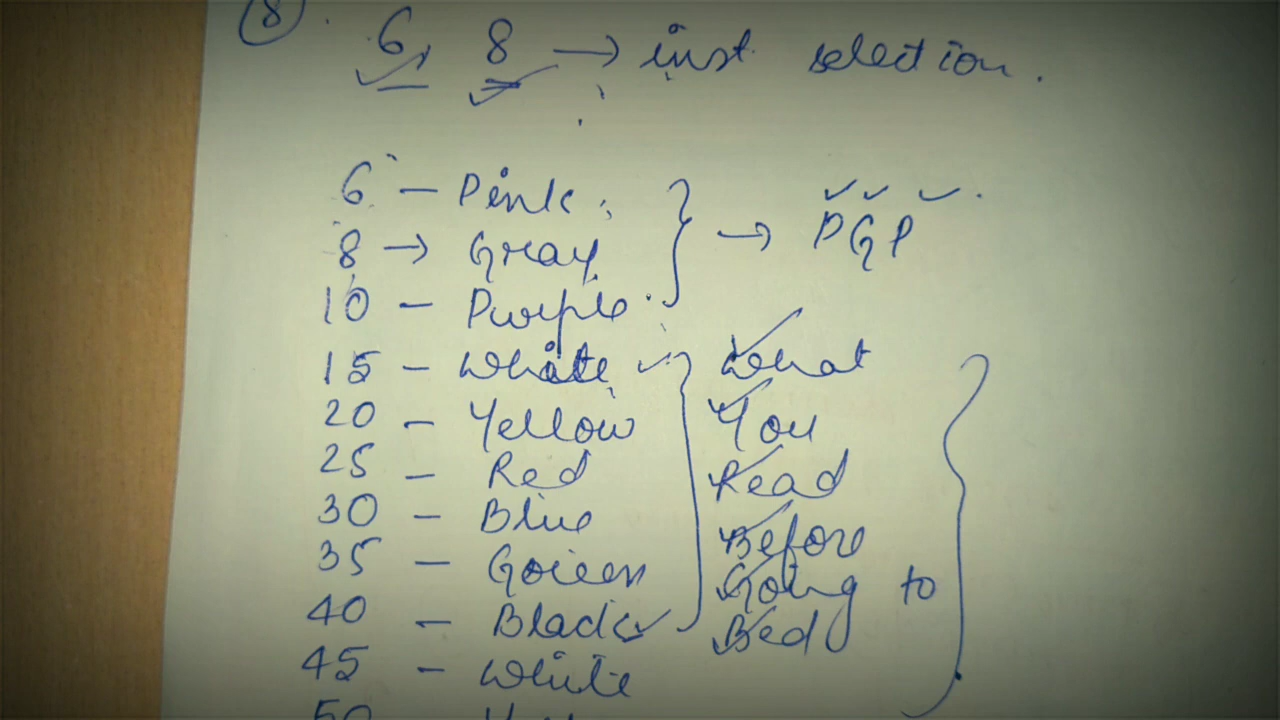 8
6, 8 → inst selection.
6 - Pink
8 → Gray
10 - Purple
→ PGP
15 - White What
20 - Yellow You
25 - Red Read
30 - Blue Before
35 - Green Going to
40 - Black Bed
45 - White
50